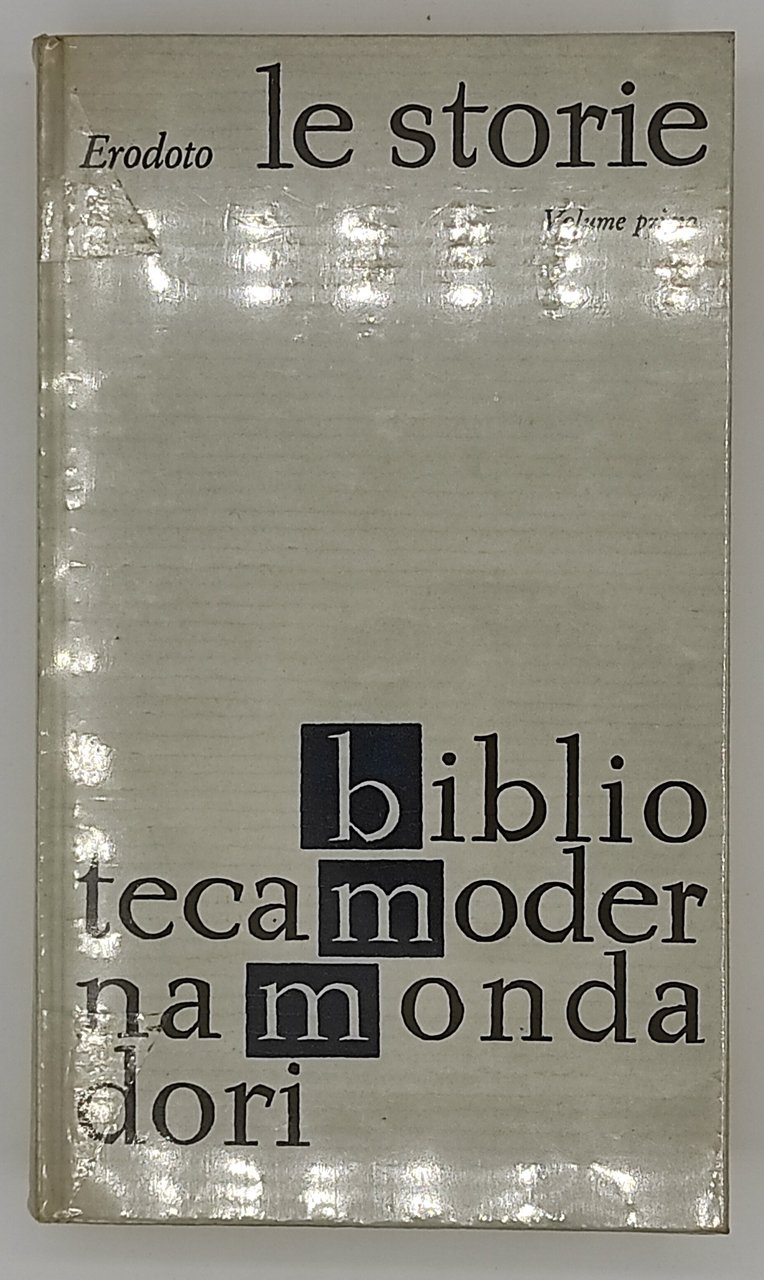 Erodoto le storie
Volume primo
biblio
tecamoder
namonda
dori